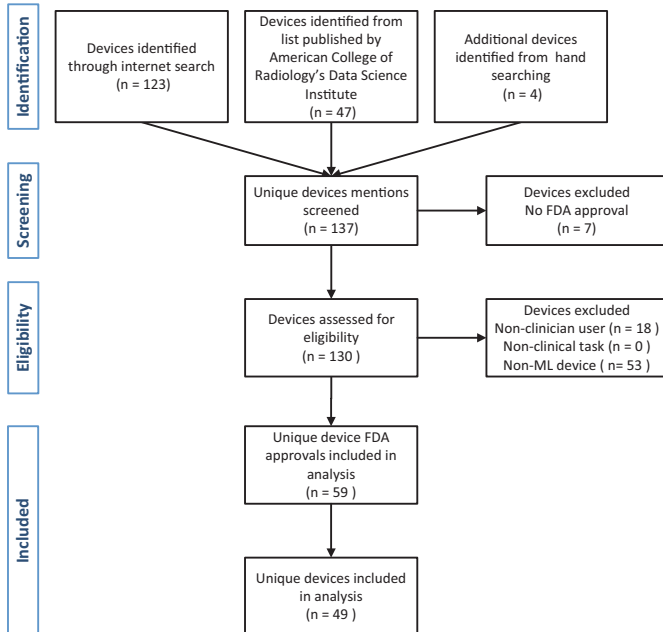 Identification
Devices identified
through internet search
(n = 123)
Devices identified from
list published by
American College of
Radiology's Data Science
Institute
(n = 47)
Additional devices
identified from hand
searching
(n = 4)
Screening
Unique devices mentions
screened
(n = 137)
Devices excluded
No FDA approval
(n = 7)
Eligibility
Devices assessed for
eligibility
(n = 130 )
Devices excluded
Non-clinician user (n = 18 )
Non-clinical task (n = 0 )
Non-ML device ( n= 53 )
Included
Unique device FDA
approvals included in
analysis
(n = 59 )
Unique devices included
in analysis
(n = 49 )